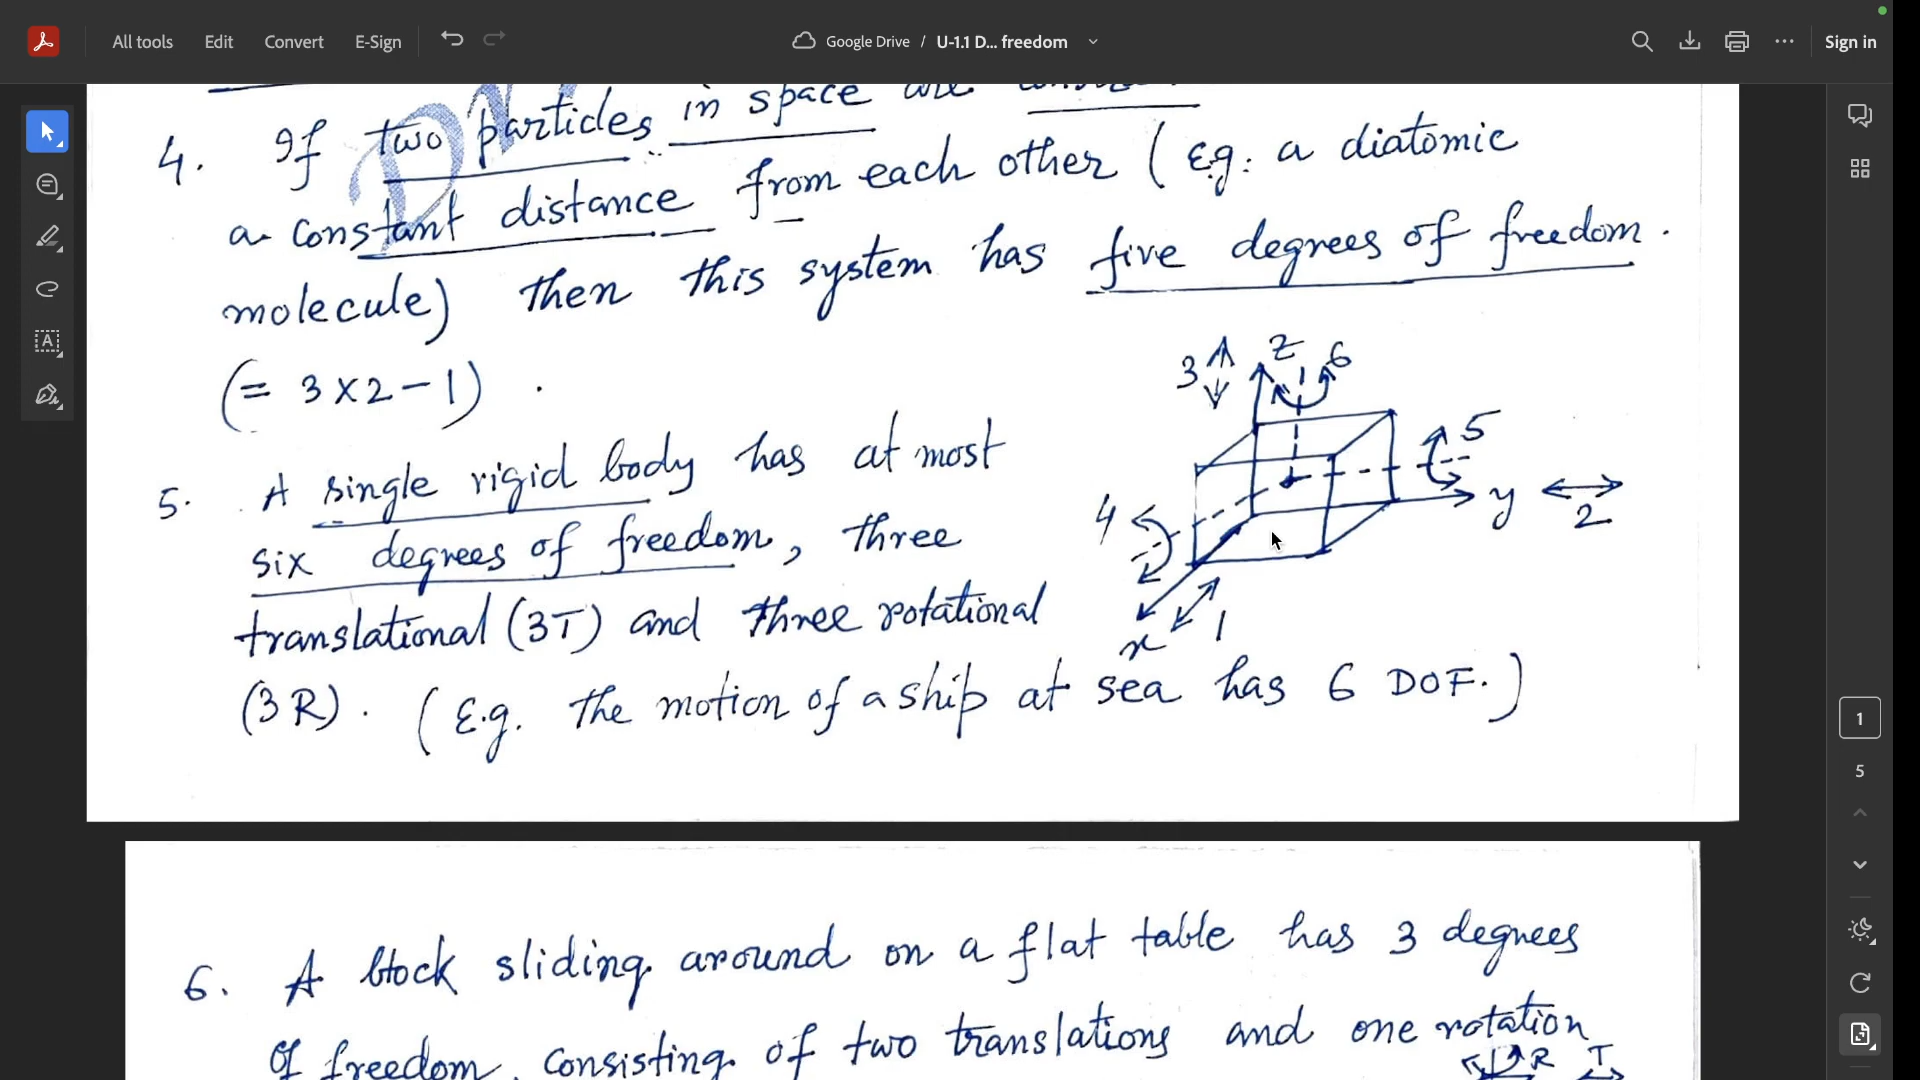 All tools Edit Convert E-Sign Google Drive / U-1.1 D... freedom Sign in
4. If two particles in space are
a constant distance from each other (Eg: a diatomic
molecule) then this system has five degrees of freedom.
(= 3 x 2 - 1) .
5. A single rigid body has at most
six degrees of freedom, three
translational (3T) and three rotational
(3R). (E.g. The motion of a ship at sea has 6 DOF.)
3 z 6
5
4 y 2
x 1
6. A block sliding around on a flat table has 3 degrees
Of freedom, consisting of two translations and one rotation
R T
1
5